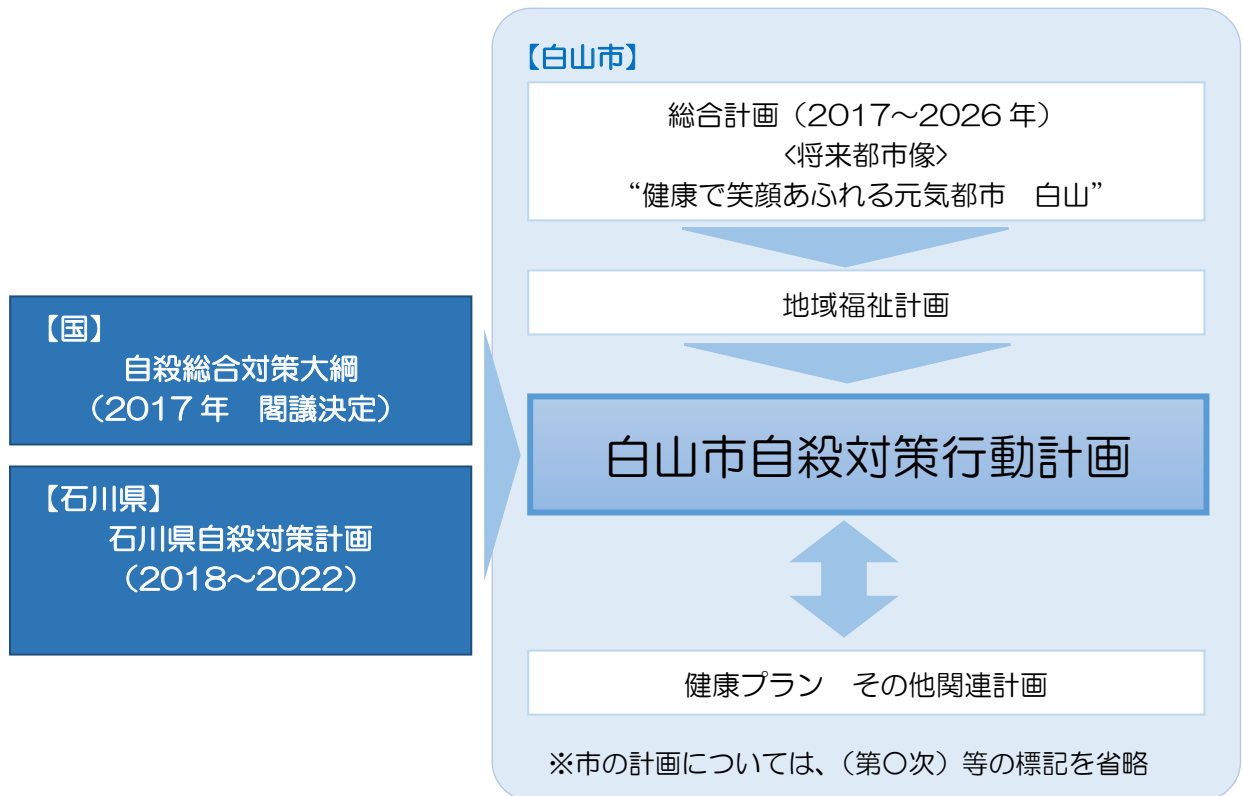 【白山市】
総合計画（2017～2026 年）
<将来都市像>
“健康で笑顔あふれる元気都市　白山”
地域福祉計画
【国】
自殺総合対策大綱
（2017 年　閣議決定）
白山市自殺対策行動計画
【石川県】
石川県自殺対策計画
（2018～2022）
健康プラン　その他関連計画
※市の計画については、（第〇次）等の標記を省略